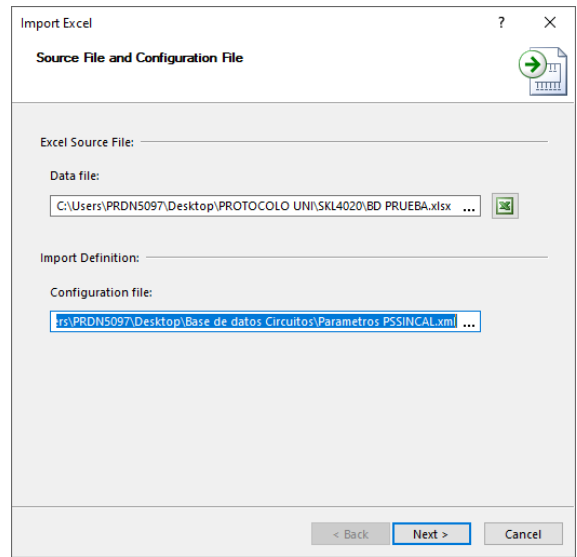 Import Excel ? ×
Source File and Configuration File
Excel Source File:
Data file:
C:\Users\PRDN5097\Desktop\PROTOCOLO UNI\SKL4020\BD PRUEBA.xlsx ...
Import Definition:
Configuration file:
ers\PRDN5097\Desktop\Base de datos Circuitos\Parametros PSSINCAL.xml ...
< Back Next > Cancel